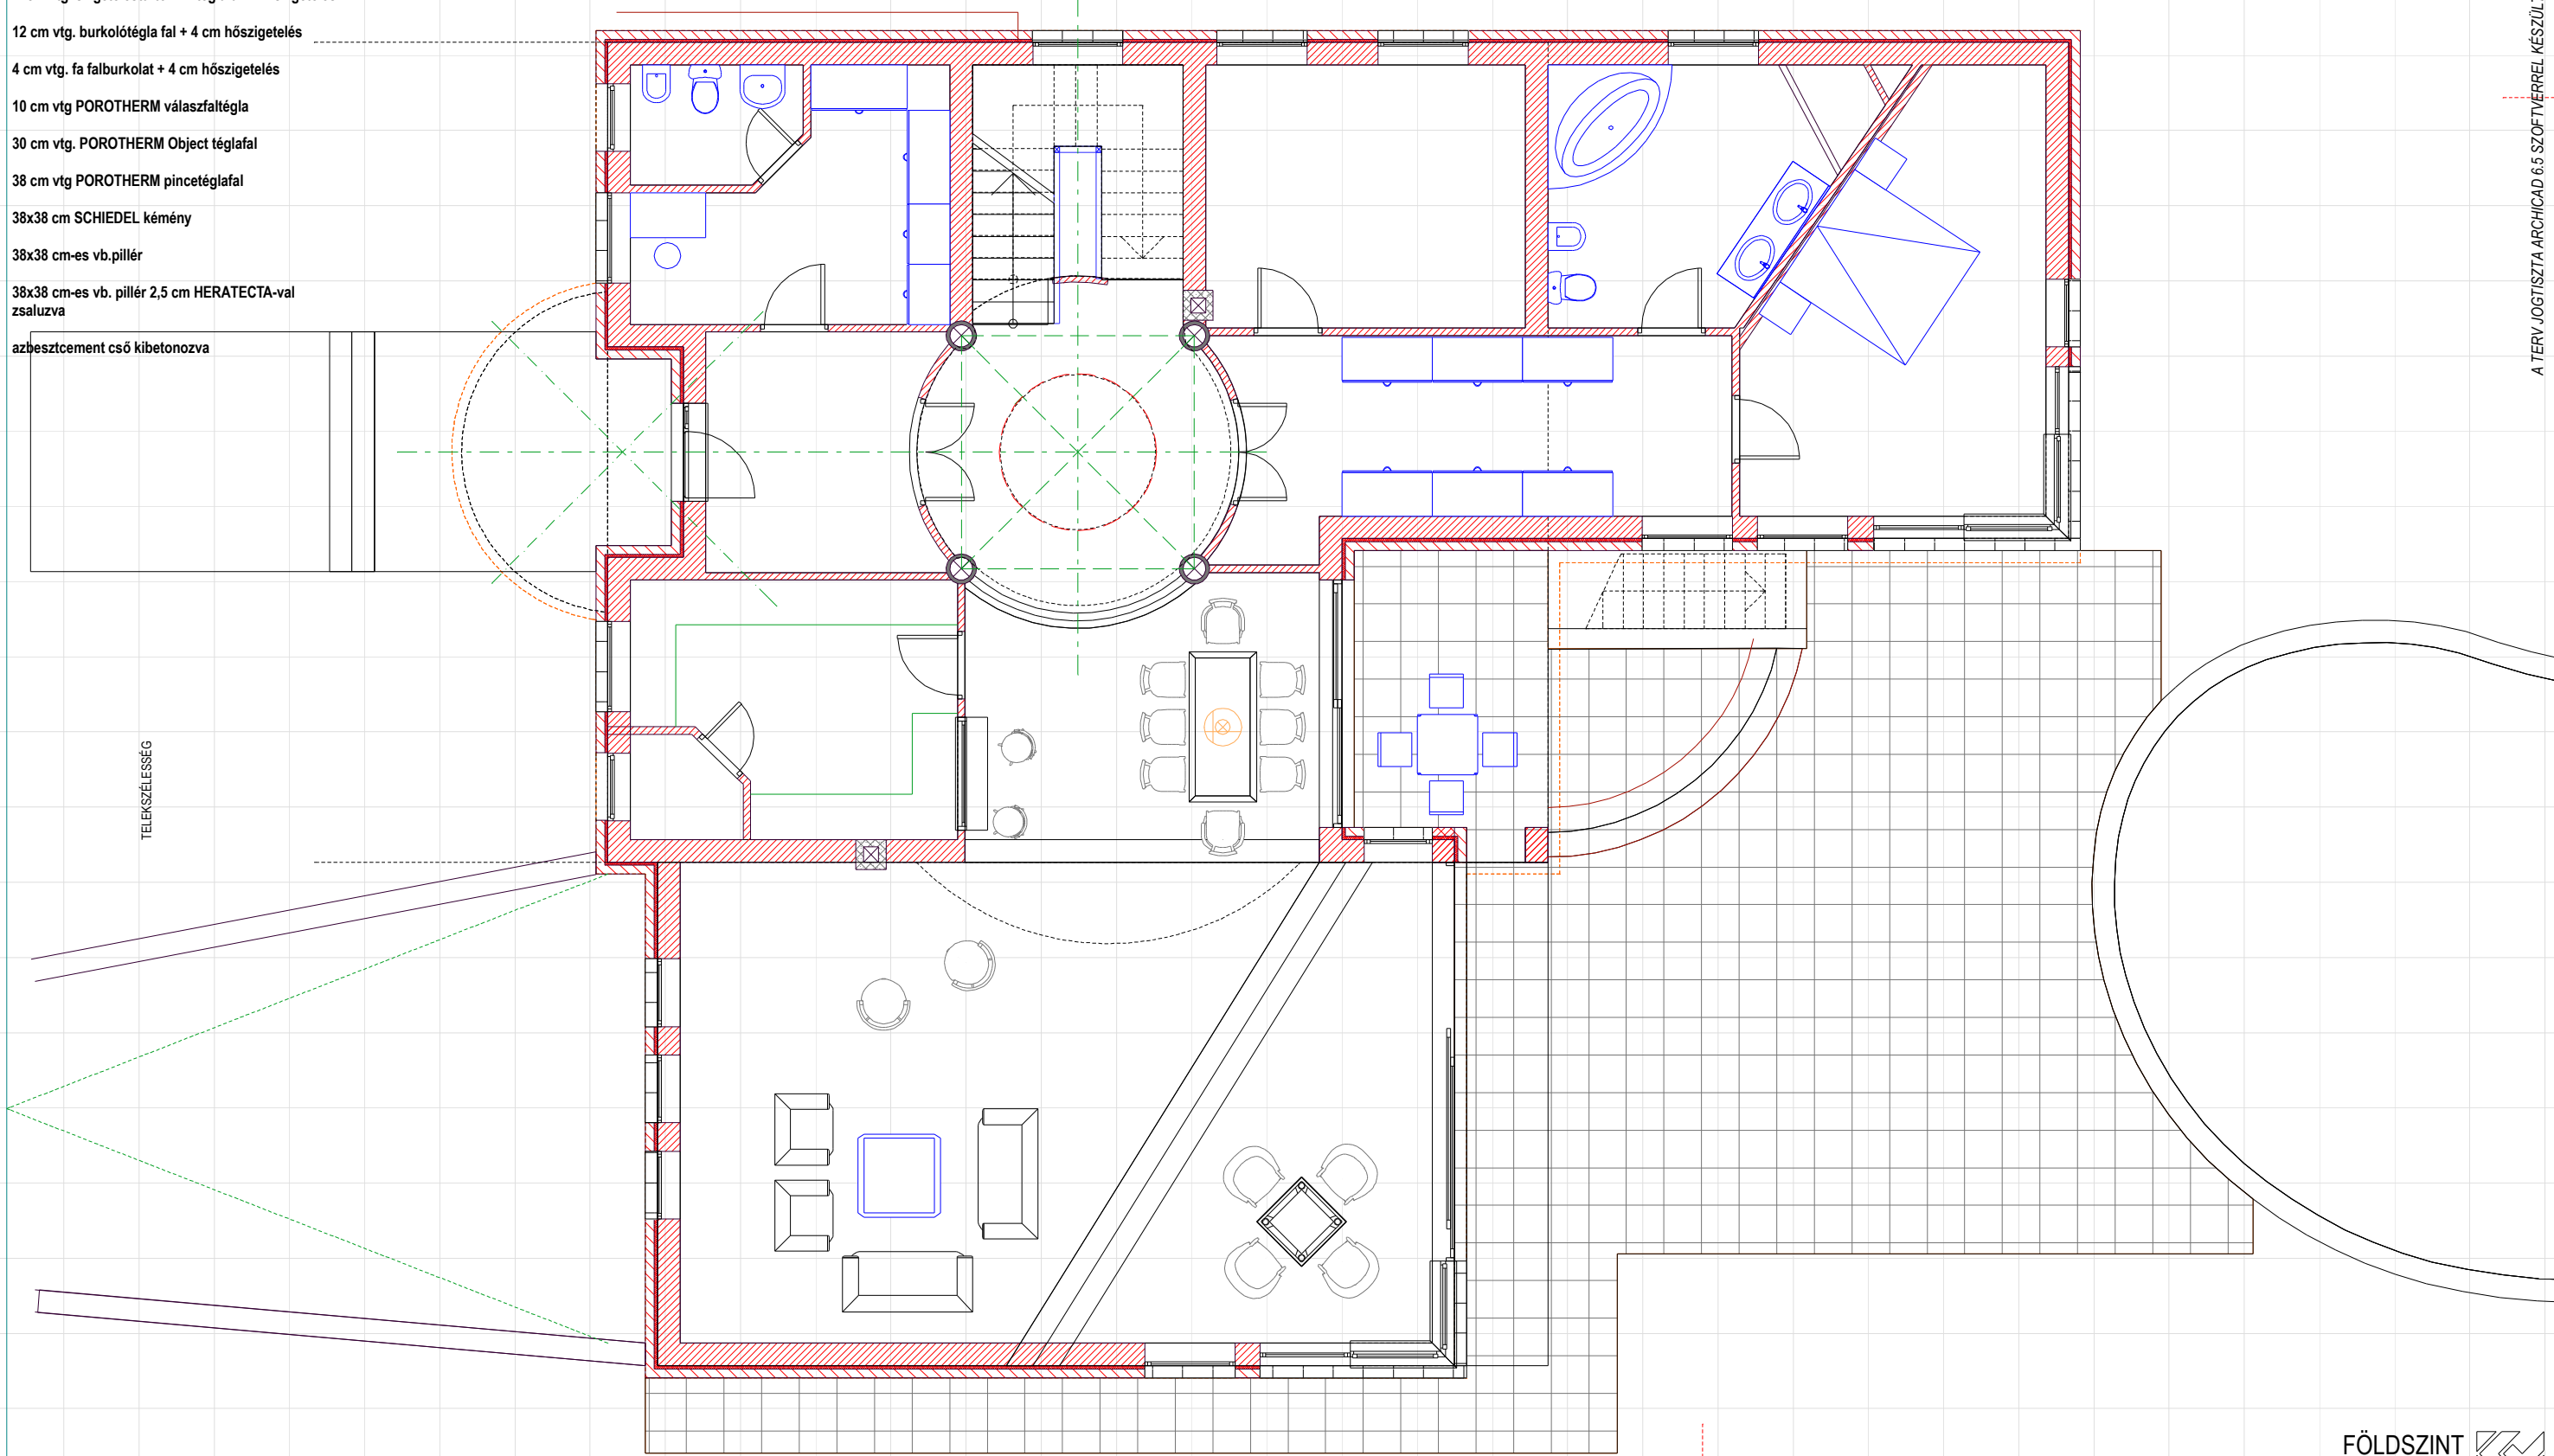 12 cm vtg. burkolótégla fal + 4 cm hőszigetelés
4 cm vtg. fa falburkolat + 4 cm hőszigetelés
10 cm vtg POROTHERM válaszfaltégla
30 cm vtg. POROTHERM Object téglafal
38 cm vtg POROTHERM pincetéglafal
38x38 cm SCHIEDEL kémény
38x38 cm-es vb.pillér
38x38 cm-es vb. pillér 2,5 cm HERATECTA-val
zsaluzva
azbesztcement cső kibetonozva
TELEKSZÉLESSÉG
A TERV JOGTISZTA ARCHICAD 6.5 SZOFTVERREL KÉSZÜLT
FÖLDSZINT